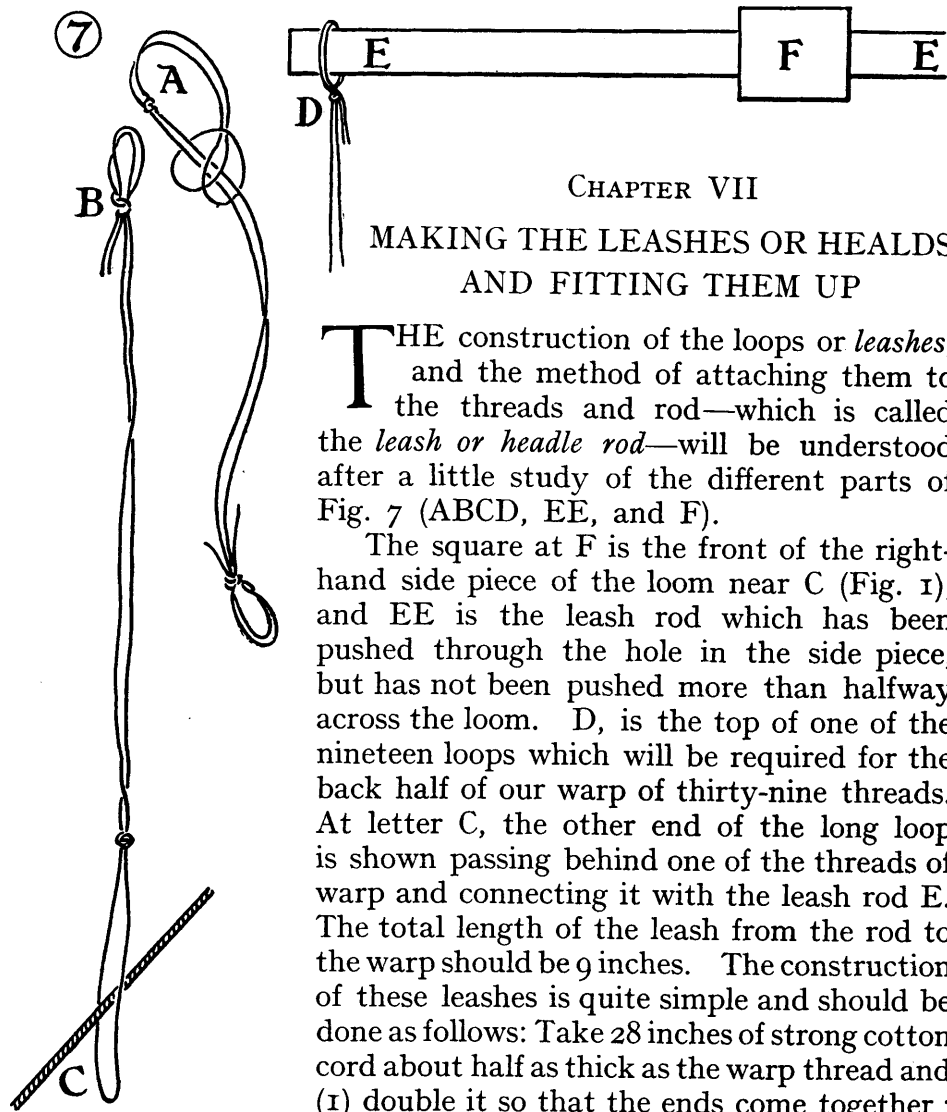 7
A
B
C
D
E
F
E
CHAPTER VII
MAKING THE LEASHES OR HEALDS
AND FITTING THEM UP
THE construction of the loops or leashes
and the method of attaching them to
the threads and rod—which is called
the leash or headle rod—will be understood
after a little study of the different parts of
Fig. 7 (ABCD, EE, and F).
The square at F is the front of the right-
hand side piece of the loom near C (Fig. 1),
and EE is the leash rod which has been
pushed through the hole in the side piece,
but has not been pushed more than halfway
across the loom. D, is the top of one of the
nineteen loops which will be required for the
back half of our warp of thirty-nine threads.
At letter C, the other end of the long loop
is shown passing behind one of the threads of
warp and connecting it with the leash rod E.
The total length of the leash from the rod to
the warp should be 9 inches. The construction
of these leashes is quite simple and should be
done as follows: Take 28 inches of strong cotton
cord about half as thick as the warp thread and
(1) double it so that the ends come together